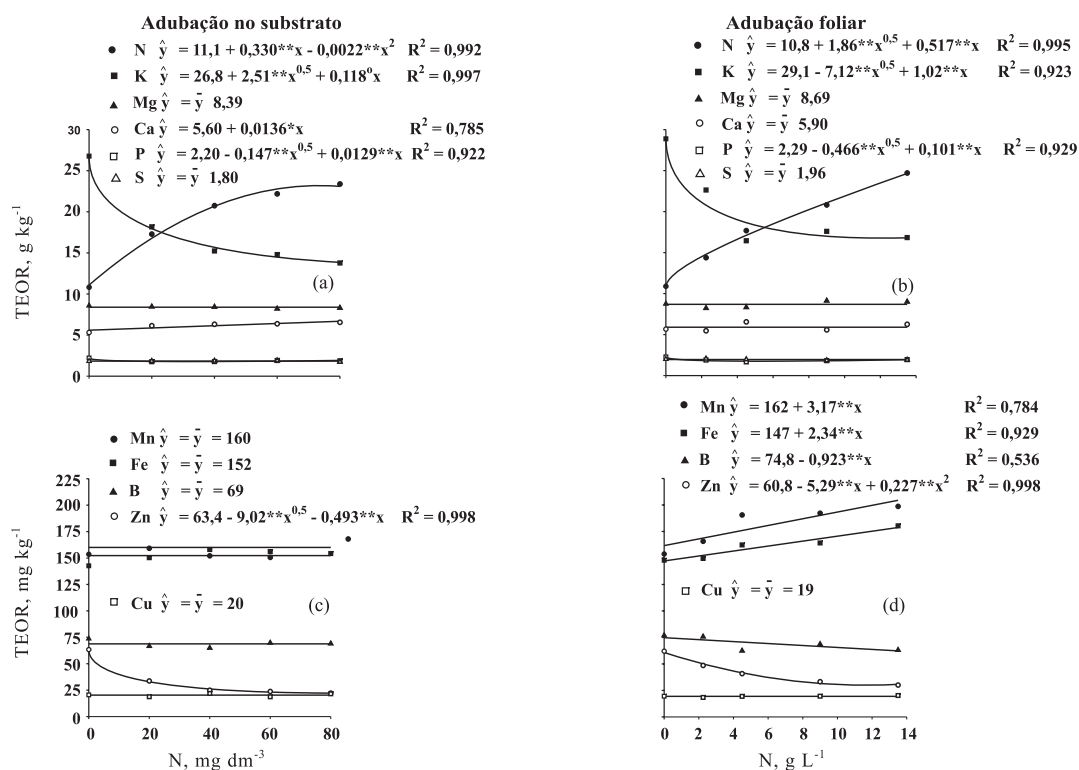 Adubação no substrato
● N ŷ = 11,1 + 0,330**x - 0,0022**x² R² = 0,992
■ K ŷ = 26,8 + 2,51**x⁰,⁵ + 0,118°x R² = 0,997
▲ Mg ŷ = ȳ 8,39
○ Ca ŷ = 5,60 + 0,0136*x R² = 0,785
□ P ŷ = 2,20 - 0,147**x⁰,⁵ + 0,0129**x R² = 0,922
△ S ŷ = ȳ 1,80
30
25
20
15
10
5
0
TEOR, g kg⁻¹
(a)
Adubação foliar
● N ŷ = 10,8 + 1,86**x⁰,⁵ + 0,517**x R² = 0,995
■ K ŷ = 29,1 - 7,12**x⁰,⁵ + 1,02**x R² = 0,923
▲ Mg ŷ = ȳ 8,69
○ Ca ŷ = ȳ 5,90
□ P ŷ = 2,29 - 0,466**x⁰,⁵ + 0,101**x R² = 0,929
△ S ŷ = ȳ 1,96
(b)
● Mn ŷ = ȳ = 160
■ Fe ŷ = ȳ = 152
▲ B ŷ = ȳ = 69
○ Zn ŷ = 63,4 - 9,02**x⁰,⁵ - 0,493**x R² = 0,998
□ Cu ŷ = ȳ = 20
225
200
175
150
125
100
75
50
25
0
TEOR, mg kg⁻¹
(c)
0 20 40 60 80
N, mg dm⁻³
● Mn ŷ = 162 + 3,17**x R² = 0,784
■ Fe ŷ = 147 + 2,34**x R² = 0,929
▲ B ŷ = 74,8 - 0,923**x R² = 0,536
○ Zn ŷ = 60,8 - 5,29**x + 0,227**x² R² = 0,998
□ Cu ŷ = ȳ = 19
(d)
0 2 4 6 8 10 12 14
N, g L⁻¹